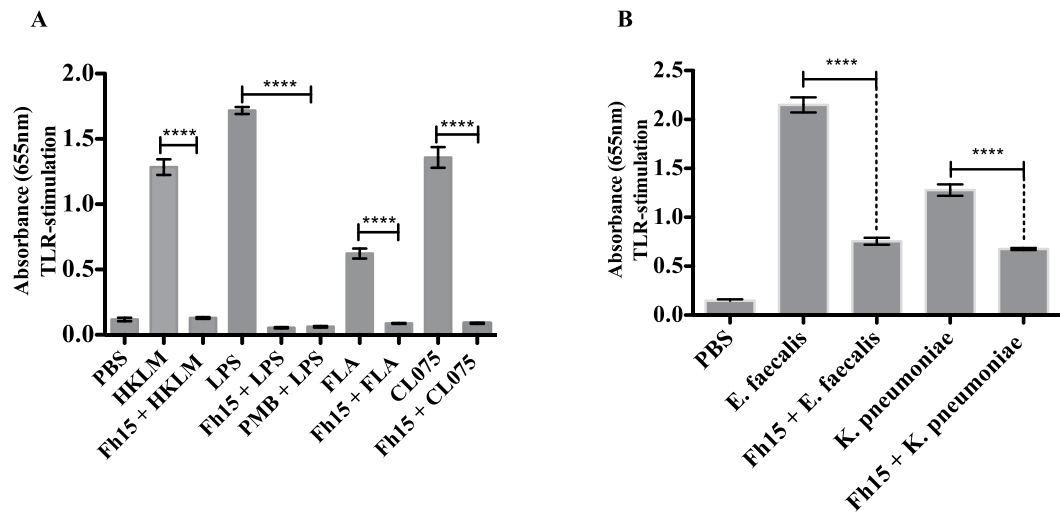 A
Absorbance (655nm)
TLR-stimulation
2.0
1.5
1.0
0.5
0.0
****
****
****
****
PBS
HKLM
Fh15 + HKLM
LPS
Fh15 + LPS
PMB + LPS
FLA
Fh15 + FLA
CL075
Fh15 + CL075
B
Absorbance (655nm)
TLR-stimulation
2.5
2.0
1.5
1.0
0.5
0.0
****
****
PBS
E. faecalis
Fh15 + E. faecalis
K. pneumoniae
Fh15 + K. pneumoniae